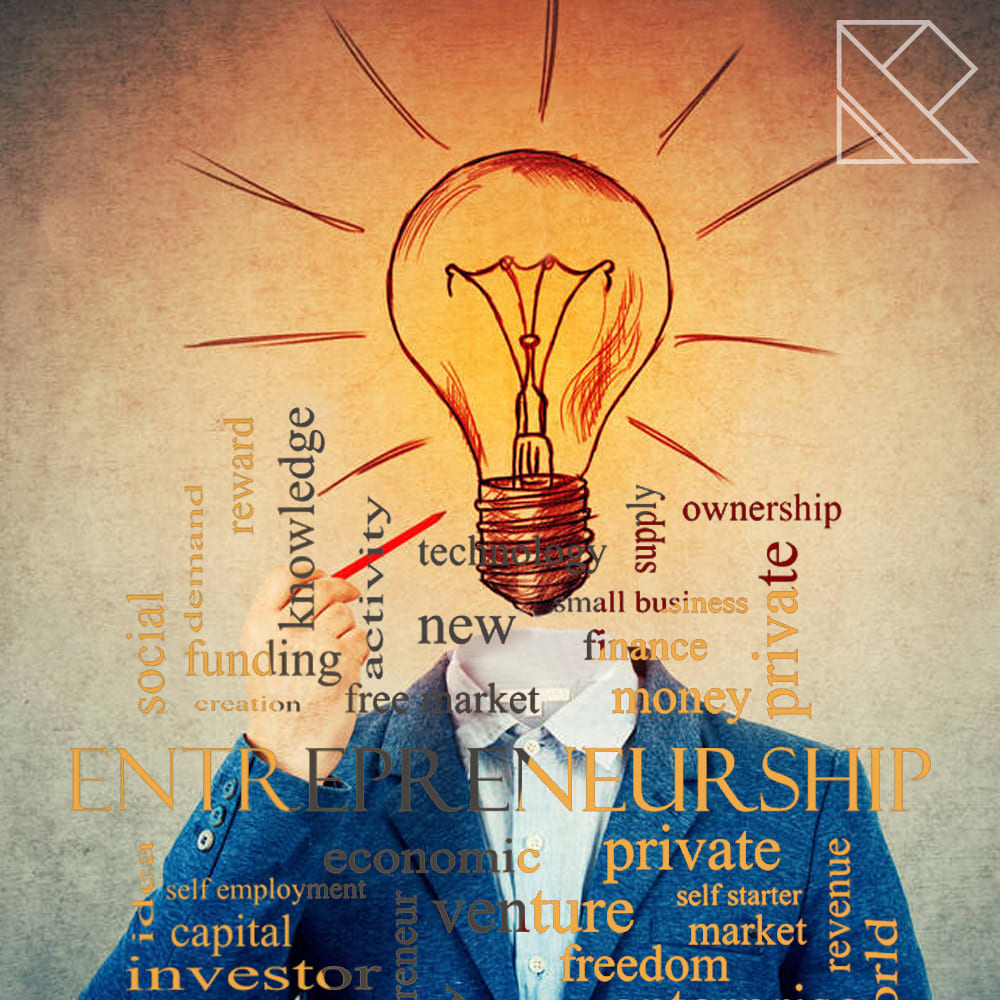 reward
knowledge
demand
activity
supply
ownership
technology
private
small business
social
new
finance
funding
creation
free market
money
ENTREPRENEURSHIP
private
economic
idea
self employment
revenue
self starter
venture
capital
market
freedom
investor